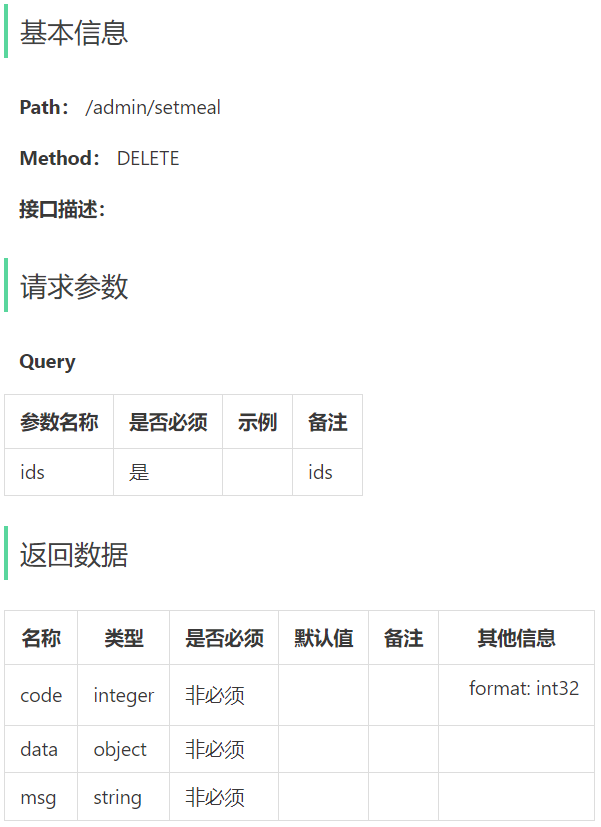 基本信息
Path： /admin/setmeal
Method： DELETE
接口描述：
请求参数
Query
参数名称 是否必须 示例 备注
ids 是 ids
返回数据
名称 类型 是否必须 默认值 备注 其他信息
code integer 非必须 format: int32
data object 非必须
msg string 非必须